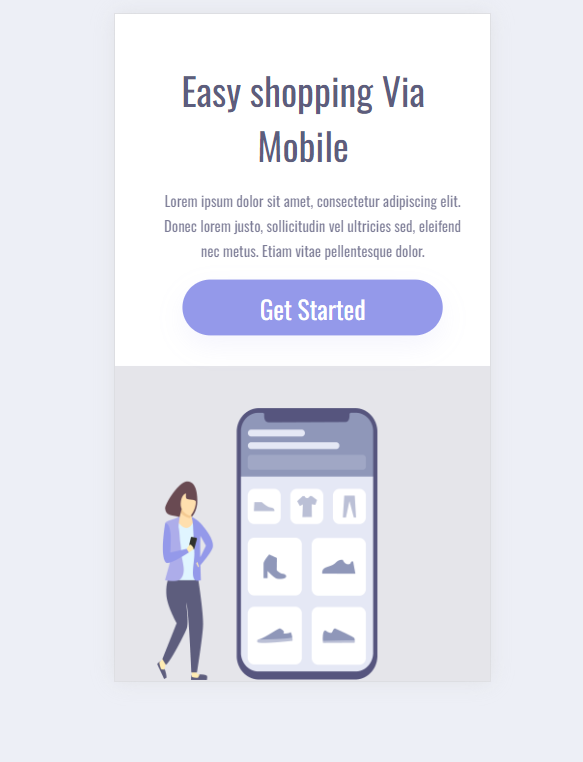 Easy shopping Via
Mobile
Lorem ipsum dolor sit amet, consectetur adipiscing elit.
Donec lorem justo, sollicitudin vel ultricies sed, eleifend
nec metus. Etiam vitae pellentesque dolor.
Get Started